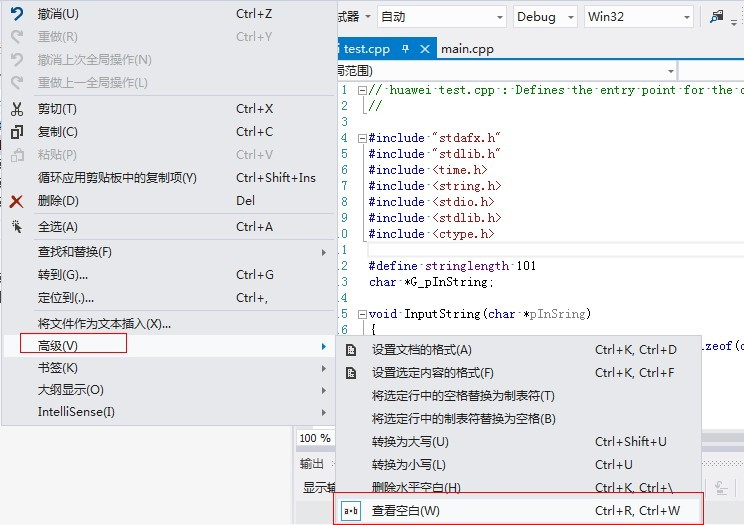 撤消(U) Ctrl+Z
重做(R) Ctrl+Y
撤消上次全局操作(N)
重做上一全局操作(L)
剪切(T) Ctrl+X
复制(C) Ctrl+C
粘贴(P) Ctrl+V
循环应用剪贴板中的复制项(Y) Ctrl+Shift+Ins
删除(D) Del
全选(A) Ctrl+A
查找和替换(F)
转到(G)... Ctrl+G
定位到(.)... Ctrl+,
将文件作为文本插入(X)...
高级(V)
书签(K)
大纲显示(O)
IntelliSense(I)
试器 自动 Debug Win32
test.cpp main.cpp
局范围)
1 // huawei test.cpp : Defines the entry point for the c
2 //
3
4 #include "stdafx.h"
5 #include "stdlib.h"
6 #include <time.h>
7 #include <string.h>
8 #include <stdio.h>
9 #include <stdlib.h>
10 #include <ctype.h>
11
12 #define stringlength 101
13 char *G_pInString;
15 void InputString(char *pInSring)
{
izeof(c
设置文档的格式(A) Ctrl+K, Ctrl+D
设置选定内容的格式(F) Ctrl+K, Ctrl+F
将选定行中的空格替换为制表符(T)
将选定行中的制表符替换为空格(B)
转换为大写(U) Ctrl+Shift+U
转换为小写(L) Ctrl+U
删除水平空白(H) Ctrl+K, Ctrl+\
a•b 查看空白(W) Ctrl+R, Ctrl+W
100 %
输出
显示输